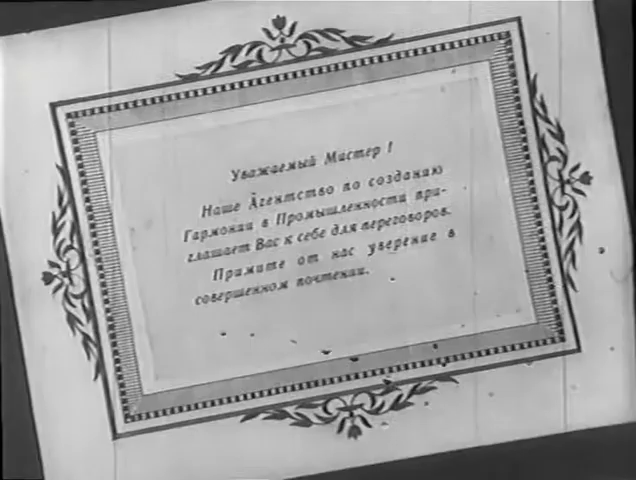 Уважаемый Мистер!
Наше Агентство по созданию
Гармонии в Промышленности при-
глашает Вас к себе для переговоров.
Примите от нас уверение в
совершенном почтении.